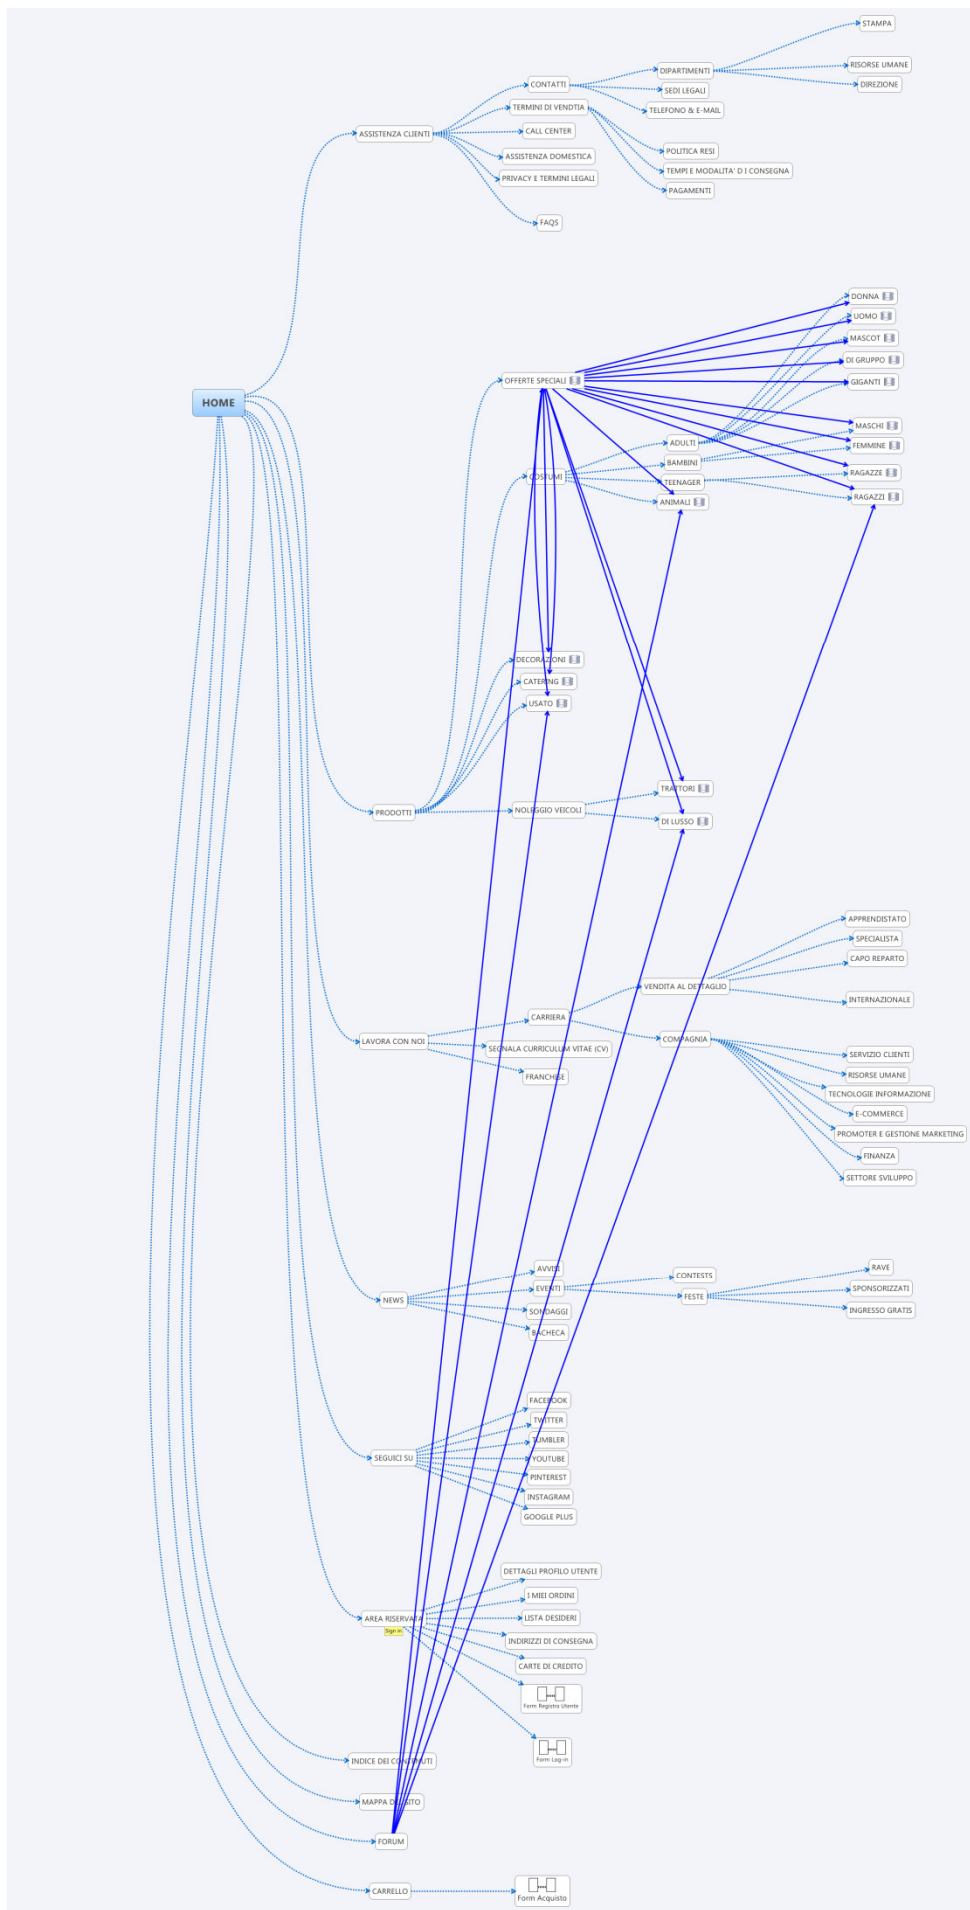 STAMPA
DIPARTIMENTI
RISORSE UMANE
CONTATTI
DIREZIONE
SEDI LEGALI
TERMINI DI VENDTIA
TELEFONO & E-MAIL
ASSISTENZA CLIENTI
CALL CENTER
POLITICA RESI
ASSISTENZA DOMESTICA
TEMPI E MODALITA' D I CONSEGNA
PRIVACY E TERMINI LEGALI
PAGAMENTI
FAQS
DONNA
UOMO
MASCOT
DI GRUPPO
OFFERTE SPECIALI
GIGANTI
HOME
MASCHI
ADULTI
FEMMINE
BAMBINI
RAGAZZE
COSTUMI
TEENAGER
RAGAZZI
ANIMALI
DECORAZIONI
CATERING
USATO
TRATTORI
PRODOTTI
NOLEGGIO VEICOLI
DI LUSSO
APPRENDISTATO
SPECIALISTA
CAPO REPARTO
VENDITA AL DETTAGLIO
INTERNAZIONALE
CARRIERA
LAVORA CON NOI
COMPAGNIA
SEGNALA CURRICULUM VITAE (CV)
SERVIZIO CLIENTI
FRANCHISE
RISORSE UMANE
TECNOLOGIE INFORMAZIONE
E-COMMERCE
PROMOTER E GESTIONE MARKETING
FINANZA
SETTORE SVILUPPO
AVVISI
RAVE
CONTESTS
EVENTI
SPONSORIZZATI
FESTE
NEWS
SONDAGGI
INGRESSO GRATIS
BACHECA
FACEBOOK
TWITTER
TUMBLER
SEGUICI SU
YOUTUBE
PINTEREST
INSTAGRAM
GOOGLE PLUS
DETTAGLI PROFILO UTENTE
I MIEI ORDINI
AREA RISERVATA
LISTA DESIDERI
Sign in
INDIRIZZI DI CONSEGNA
CARTE DI CREDITO
Form Registra Utente
Form Log-in
INDICE DEI CONTENUTI
MAPPA DEL SITO
FORUM
CARRELLO
Form Acquisto